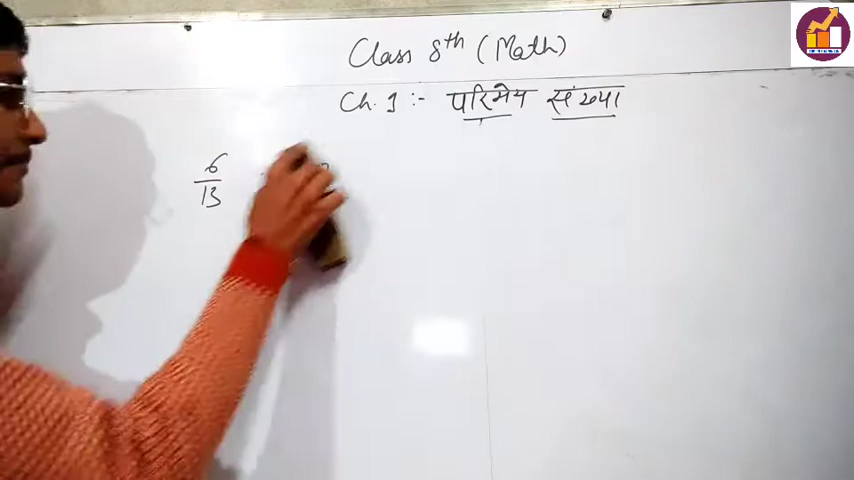 Class 8th (Math)
Ch. 1 :- परिमेय संख्या
6
13